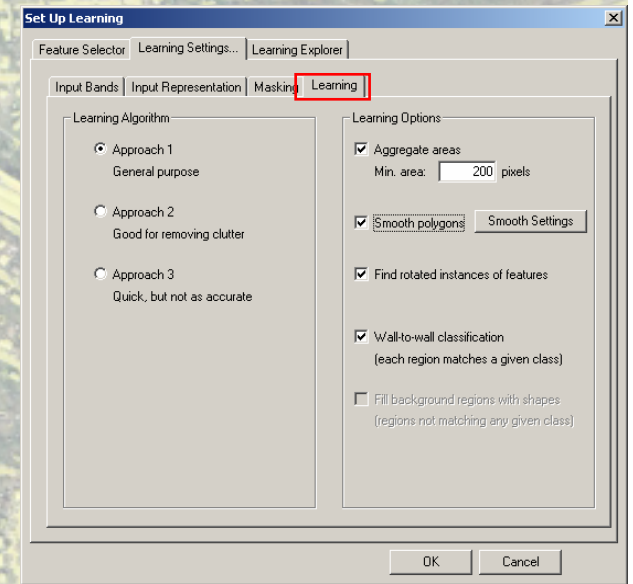 Set Up Learning
Feature Selector Learning Settings... Learning Explorer
Input Bands Input Representation Masking Learning
Learning Algorithm
Approach 1
General purpose
Approach 2
Good for removing clutter
Approach 3
Quick, but not as accurate
Learning Options
Aggregate areas
Min. area: 200 pixels
Smooth polygons Smooth Settings
Find rotated instances of features
Wall-to-wall classification
(each region matches a given class)
Fill background regions with shapes
(regions not matching any given class)
OK Cancel